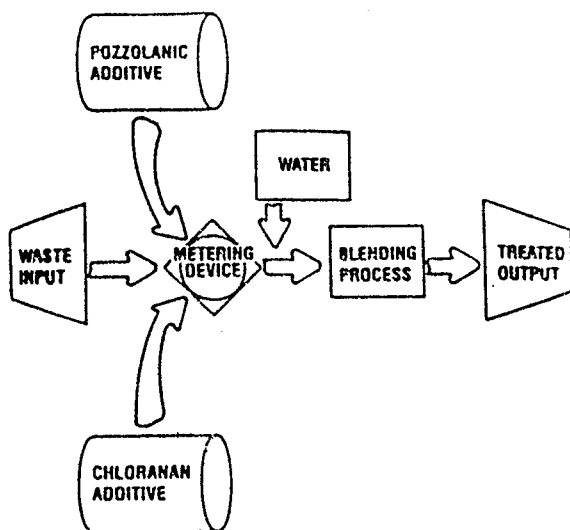 POZZOLANIC
ADDITIVE
WATER
WASTE
INPUT
METERING
(DEVICE)
BLENDING
PROCESS
TREATED
OUTPUT
CHLORANAN
ADDITIVE